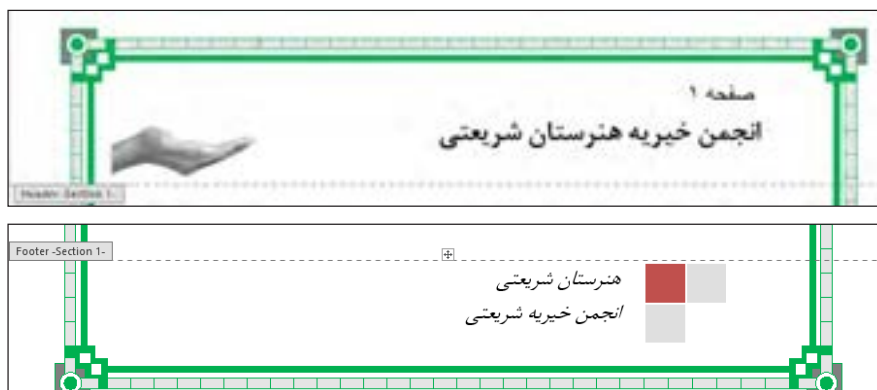 صفحه ۱
انجمن خیریه هنرستان شریعتی
Header -Section 1-
Footer -Section 1-
هنرستان شریعتی
انجمن خیریه شریعتی